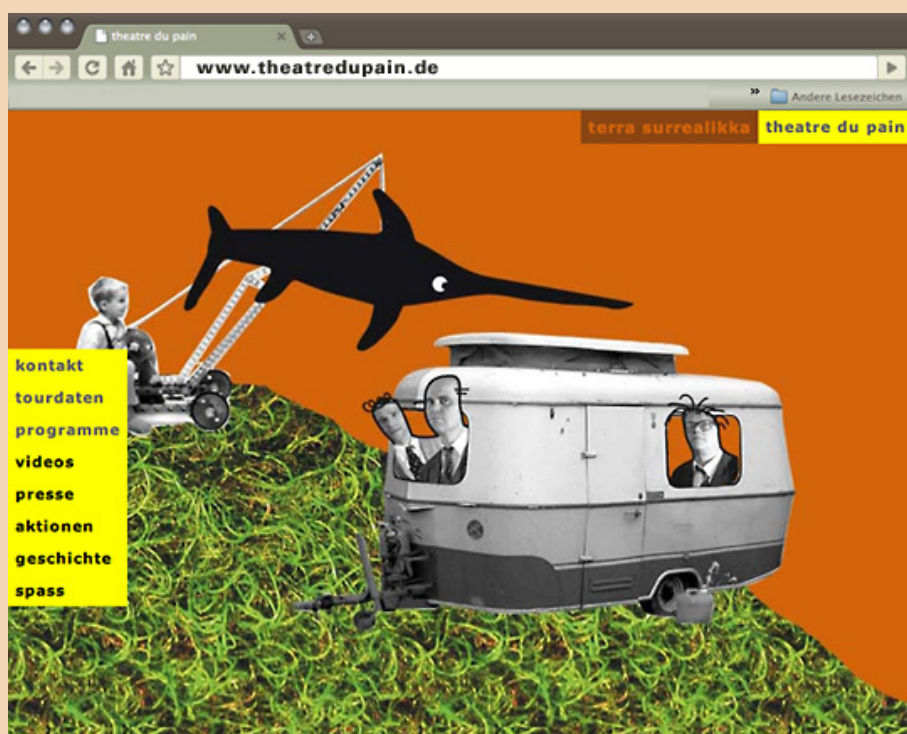 theatre du pain
www.theatredupain.de
» Andere Lesezeichen
terra surrealikka theatre du pain
kontakt
tourdaten
programme
videos
presse
aktionen
geschichte
spass